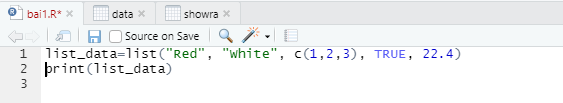 bai1.R* data showra
Source on Save
1 list_data=list("Red", "White", c(1,2,3), TRUE, 22.4)
2 print(list_data)
3